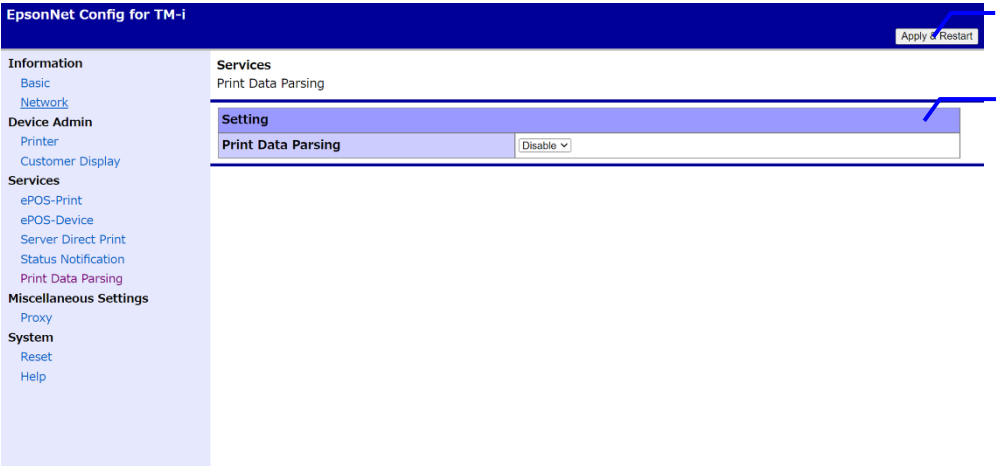 EpsonNet Config for TM-i
Apply & Restart
Information
Basic
Network
Device Admin
Printer
Customer Display
Services
ePOS-Print
ePOS-Device
Server Direct Print
Status Notification
Print Data Parsing
Miscellaneous Settings
Proxy
System
Reset
Help
Services
Print Data Parsing
Setting
Print Data Parsing Disable